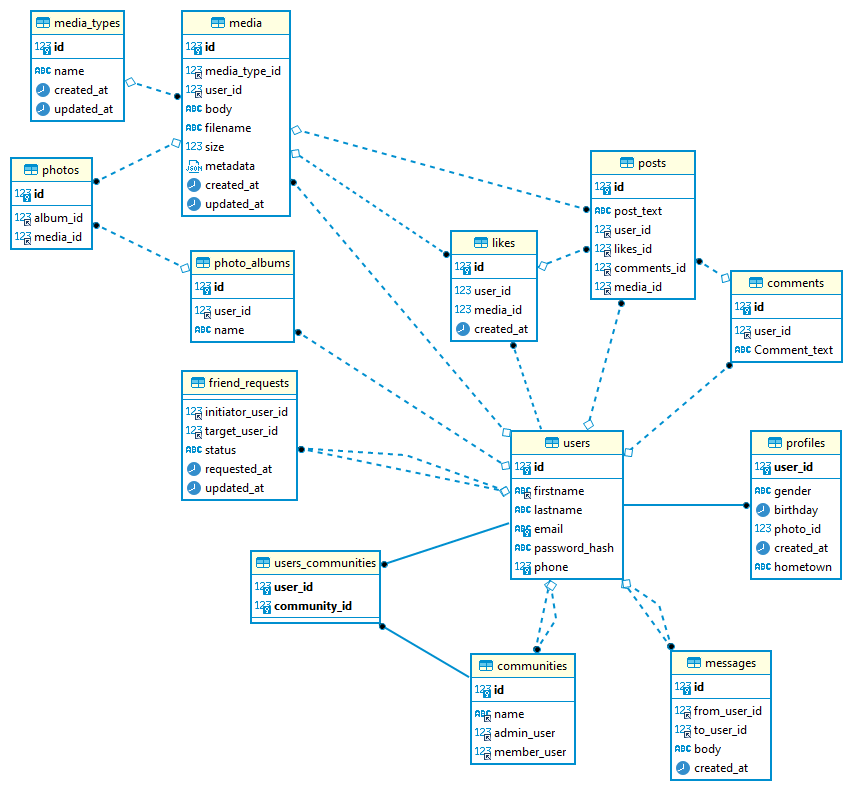 media_types
123 id
ABC name
created_at
updated_at
media
123 id
123 media_type_id
123 user_id
ABC body
ABC filename
123 size
JSON metadata
created_at
updated_at
photos
123 id
123 album_id
123 media_id
posts
123 id
ABC post_text
123 user_id
123 likes_id
123 comments_id
123 media_id
likes
123 id
123 user_id
123 media_id
created_at
photo_albums
123 id
123 user_id
ABC name
comments
123 id
123 user_id
ABC Comment_text
friend_requests
123 initiator_user_id
123 target_user_id
ABC status
requested_at
updated_at
users
123 id
ABC firstname
ABC lastname
ABC email
ABC password_hash
123 phone
profiles
123 user_id
ABC gender
birthday
123 photo_id
created_at
ABC hometown
users_communities
123 user_id
123 community_id
communities
123 id
ABC name
123 admin_user
123 member_user
messages
123 id
123 from_user_id
123 to_user_id
ABC body
created_at